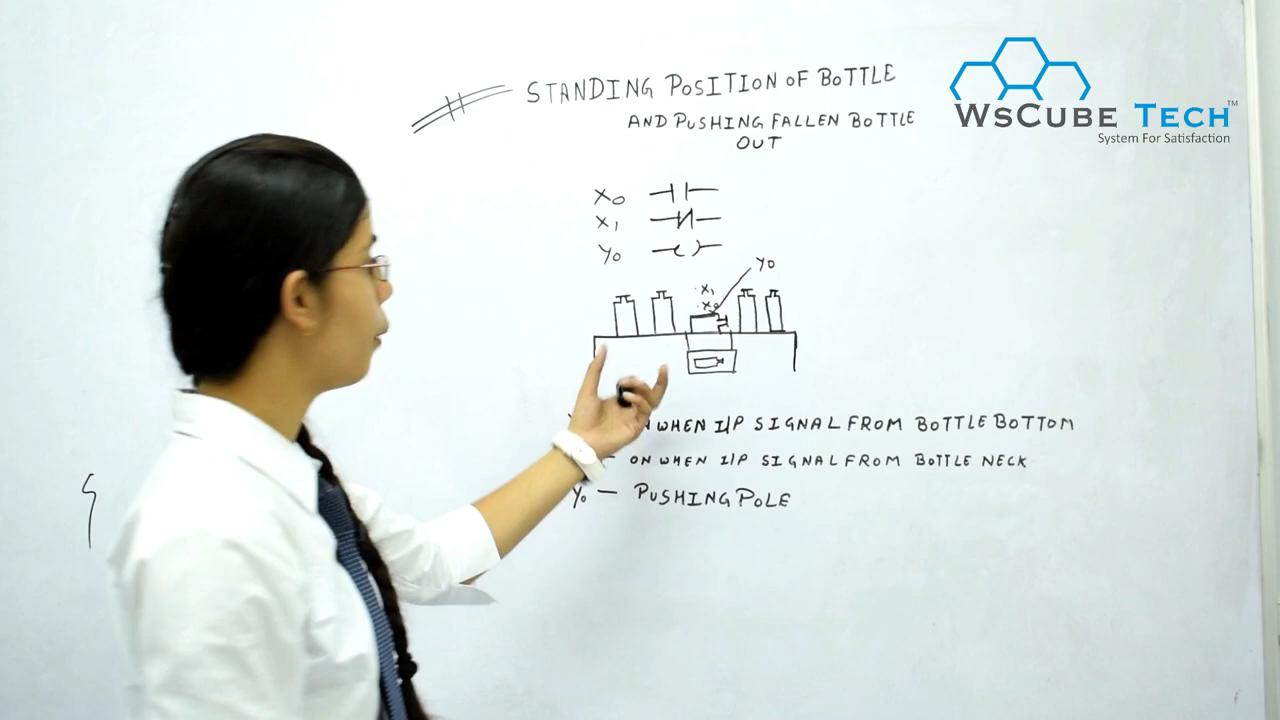 STANDING POSITION OF BOTTLE
AND PUSHING FALLEN BOTTLE
OUT
WSCUBE TECH™
System For Satisfaction
X0
X1
Y0
Y0
X1
X0
ON WHEN I/P SIGNAL FROM BOTTLE BOTTOM
— ON WHEN I/P SIGNAL FROM BOTTLE NECK
Y0 — PUSHING POLE